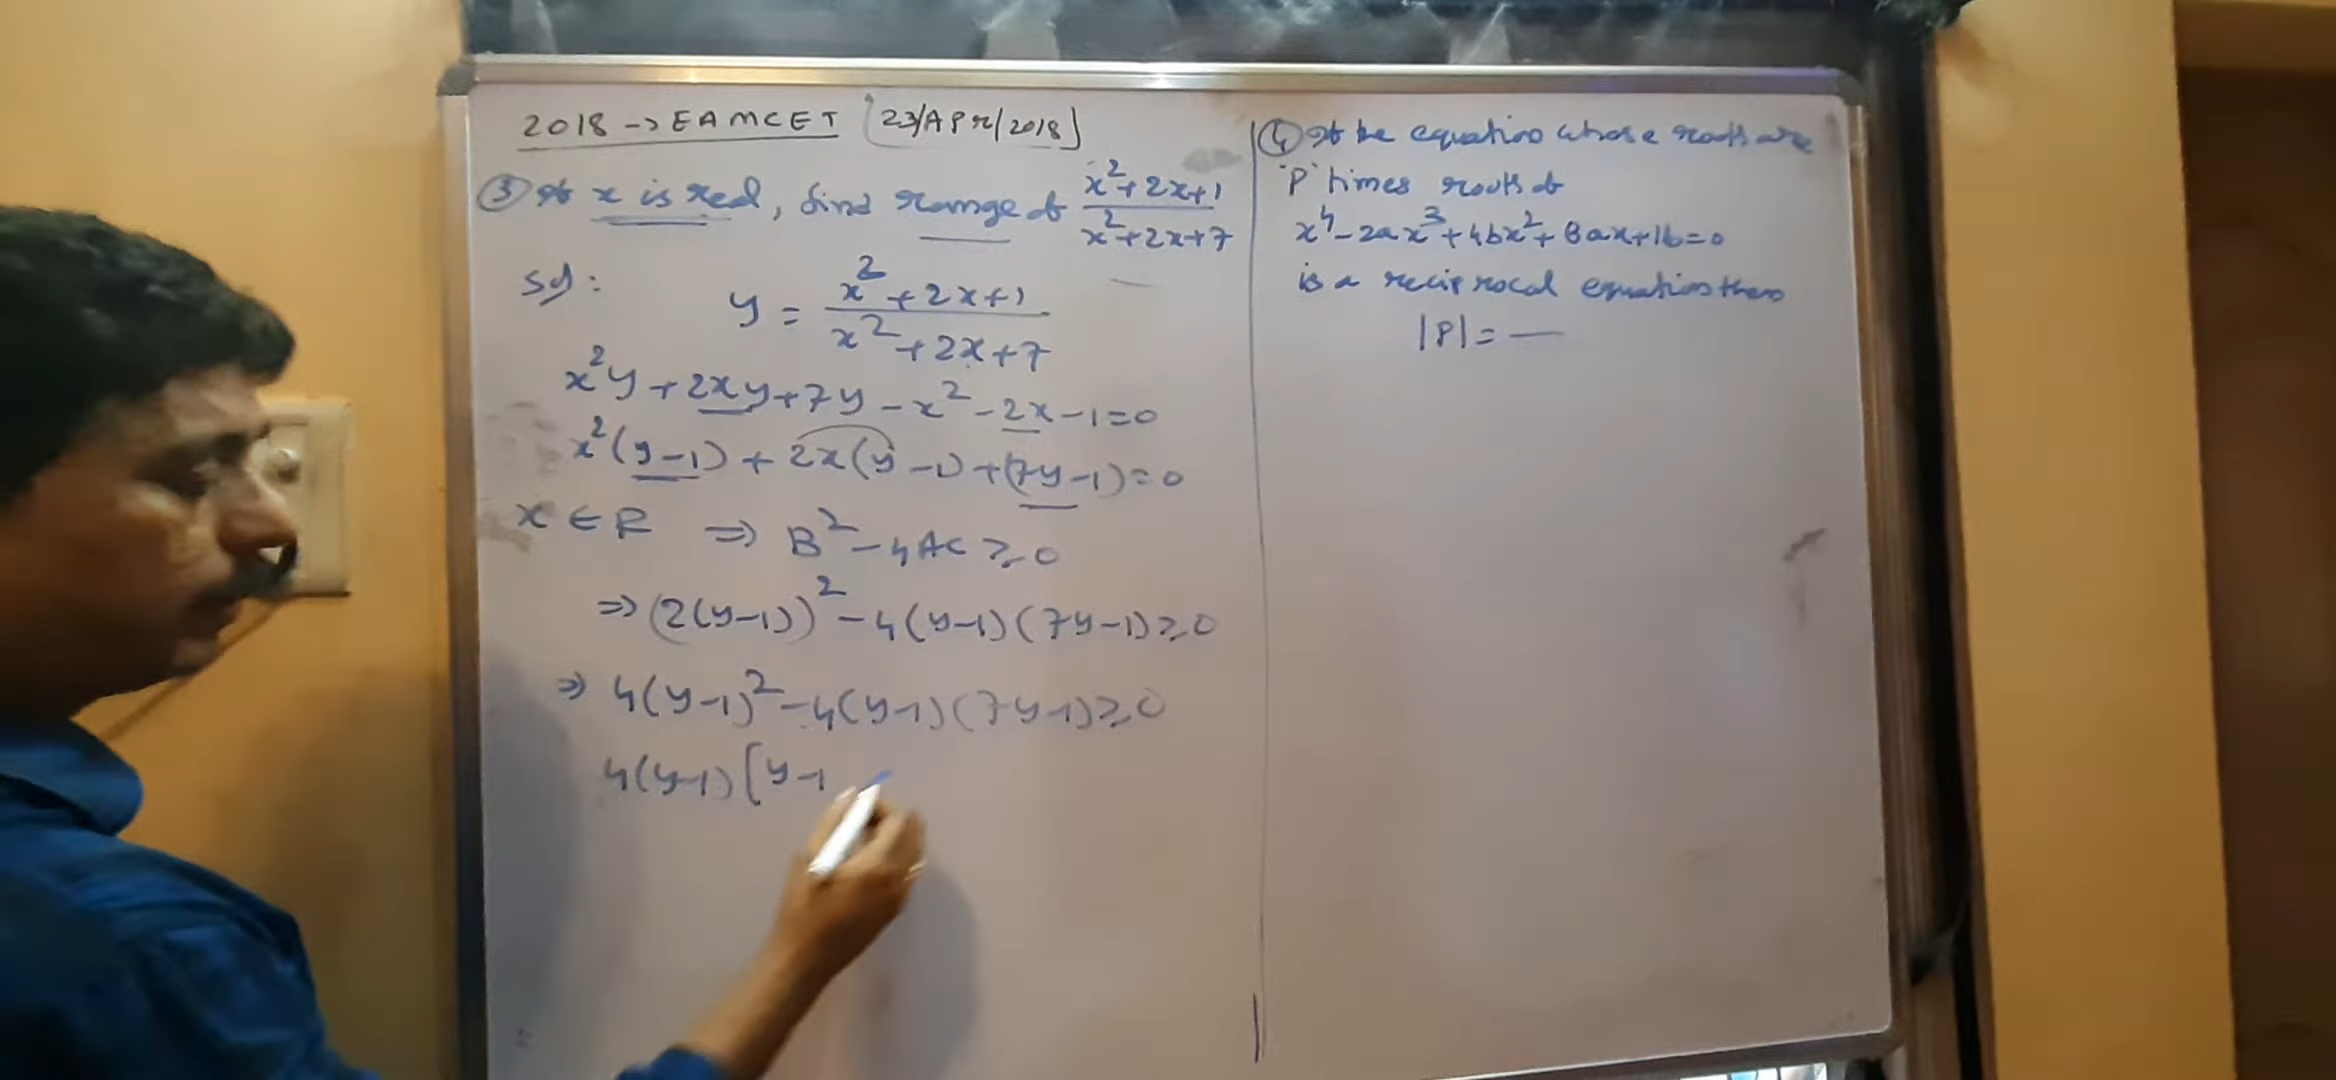 2018 → EAMCET [23/APr/2018]
③ If x is real, find range of (x²+2x+1)/(x²+2x+7)
Sol:
y = (x²+2x+1)/(x²+2x+7)
x²y + 2xy + 7y - x² - 2x - 1 = 0
x²(y-1) + 2x(y-1) + (7y-1) = 0
x ∈ R ⇒ B² - 4AC ≥ 0
⇒ (2(y-1))² - 4(y-1)(7y-1) ≥ 0
⇒ 4(y-1)² - 4(y-1)(7y-1) ≥ 0
4(y-1)[y-1
④ If the equation whose roots are
'P' times roots of
x⁴ - 2ax³ + 4bx² + 8ax + 16 = 0
is a reciprocal equation then
|P| = —